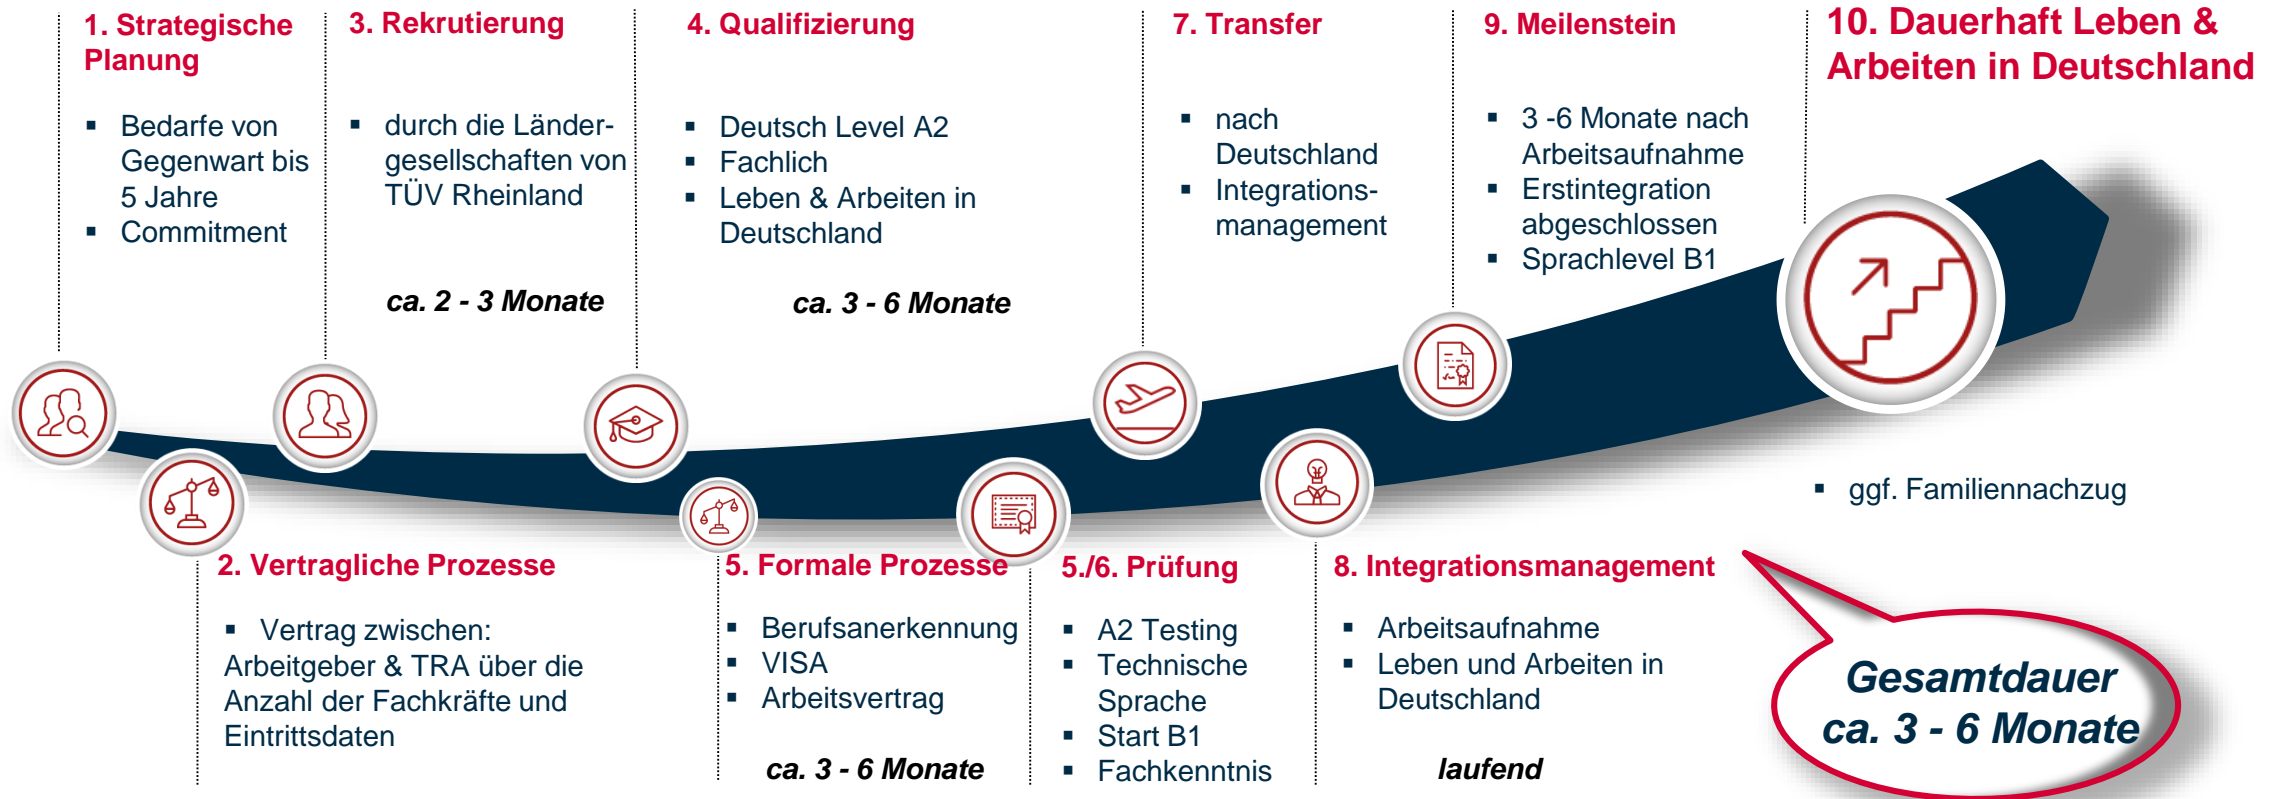 1. Strategische
Planung
▪ Bedarfe von
Gegenwart bis
5 Jahre
▪ Commitment
3. Rekrutierung
▪ durch die Länder-
gesellschaften von
TÜV Rheinland
ca. 2 - 3 Monate
4. Qualifizierung
▪ Deutsch Level A2
▪ Fachlich
▪ Leben & Arbeiten in
Deutschland
ca. 3 - 6 Monate
7. Transfer
▪ nach
Deutschland
▪ Integrations-
management
9. Meilenstein
▪ 3 -6 Monate nach
Arbeitsaufnahme
▪ Erstintegration
abgeschlossen
▪ Sprachlevel B1
10. Dauerhaft Leben &
Arbeiten in Deutschland
▪ ggf. Familiennachzug
2. Vertragliche Prozesse
▪ Vertrag zwischen:
Arbeitgeber & TRA über die
Anzahl der Fachkräfte und
Eintrittsdaten
5. Formale Prozesse
▪ Berufsanerkennung
▪ VISA
▪ Arbeitsvertrag
ca. 3 - 6 Monate
5./6. Prüfung
▪ A2 Testing
▪ Technische
Sprache
▪ Start B1
▪ Fachkenntnis
8. Integrationsmanagement
▪ Arbeitsaufnahme
▪ Leben und Arbeiten in
Deutschland
laufend
Gesamtdauer
ca. 3 - 6 Monate